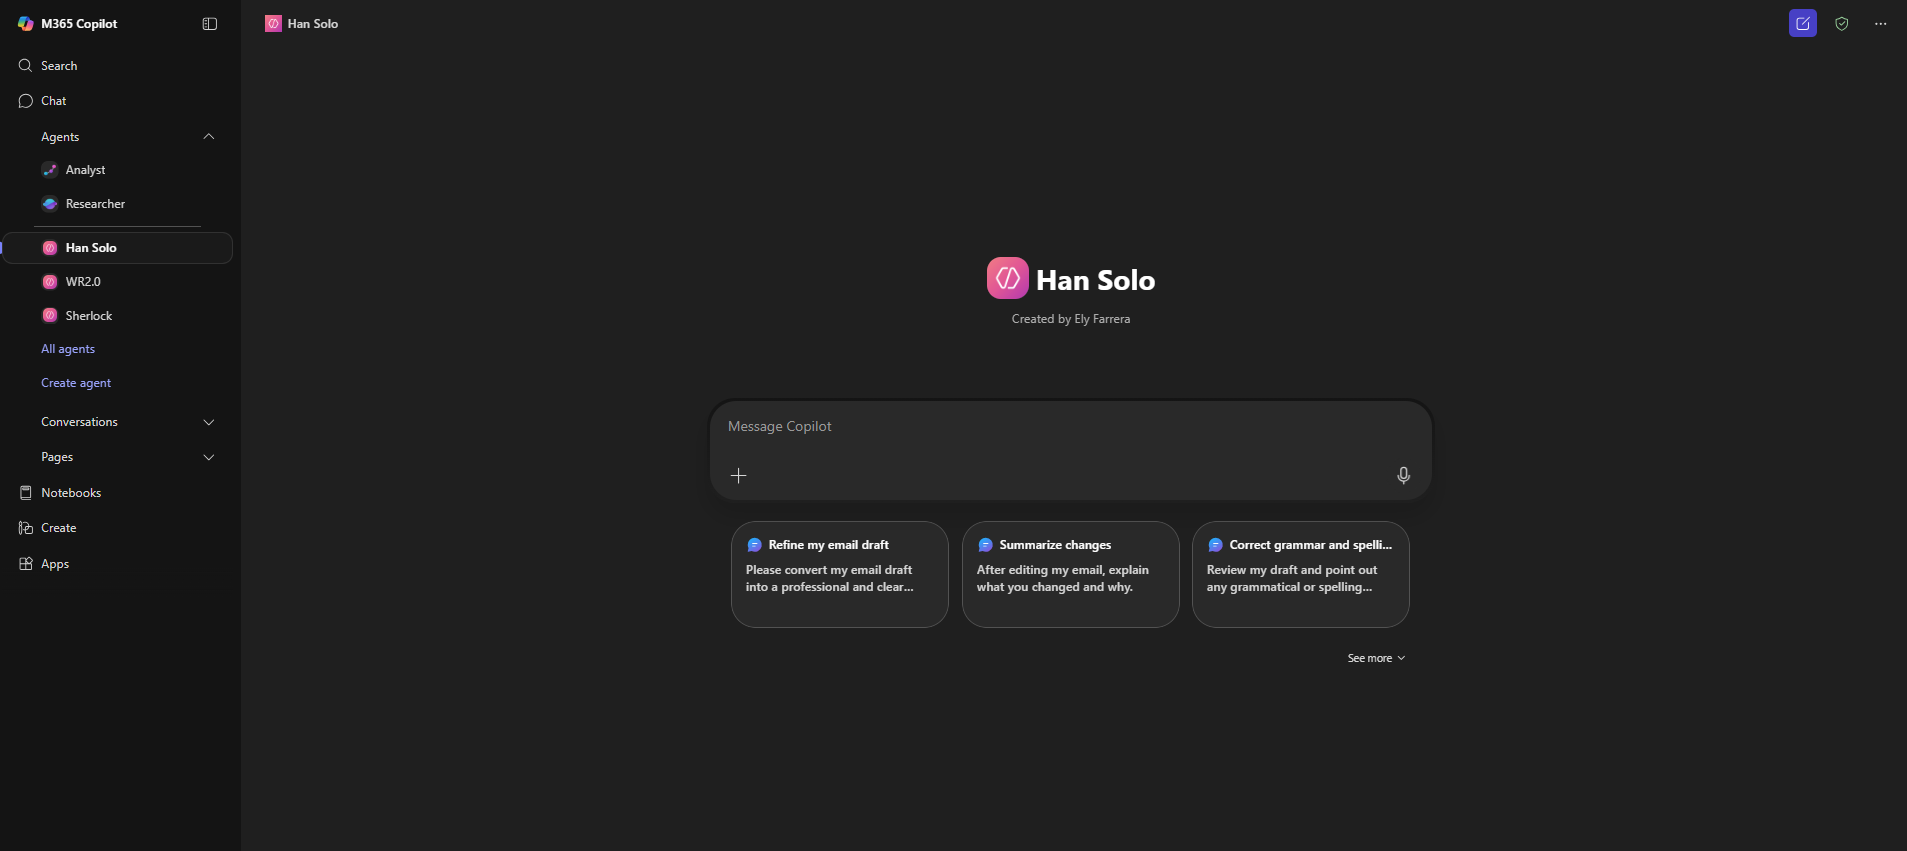 M365 Copilot
Search
Chat
Agents
Analyst
Researcher
Han Solo
WR2.0
Sherlock
All agents
Create agent
Conversations
Pages
Notebooks
Create
Apps
Han Solo
Han Solo
Created by Ely Farrera
Message Copilot
Refine my email draft
Please convert my email draft
into a professional and clear...
Summarize changes
After editing my email, explain
what you changed and why.
Correct grammar and spelli...
Review my draft and point out
any grammatical or spelling...
See more